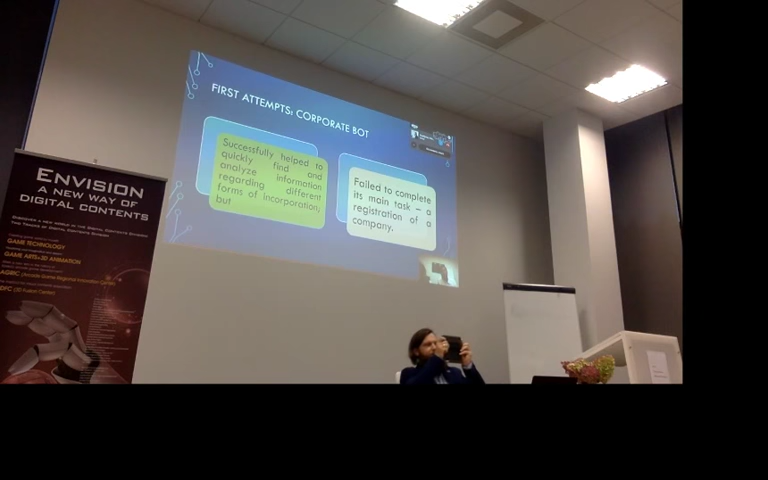 ENVISION
A NEW WAY OF
DIGITAL CONTENTS
GAME TECHNOLOGY
GAME ARTS+3D ANIMATION
FIRST ATTEMPTS: CORPORATE BOT
Successfully helped to
quickly find and
analyze information
regarding different
forms of incorporation,
but
Failed to complete
its main task – a
registration of a
company.